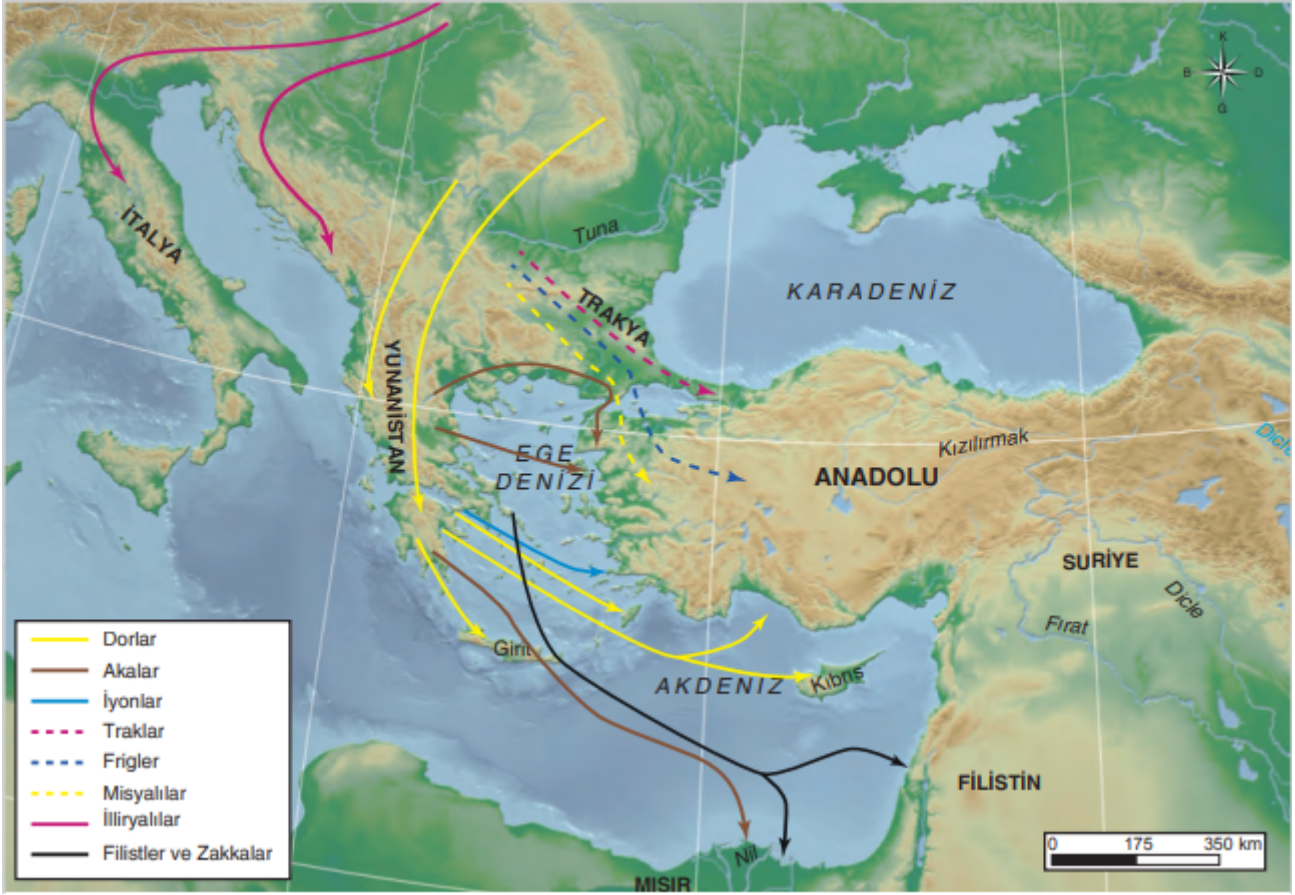 K
B
D
G
İTALYA
Tuna
TRAKYA
KARADENİZ
YUNANİSTAN
EGE
DENİZİ
Kızılırmak
ANADOLU
Dicle
SURİYE
Dicle
Fırat
Girit
AKDENİZ
Kıbrıs
FİLİSTİN
Nil
MISIR
Dorlar
Akalar
İyonlar
Traklar
Frigler
Misyalılar
İlliryalılar
Filistler ve Zakkalar
0 175 350 km